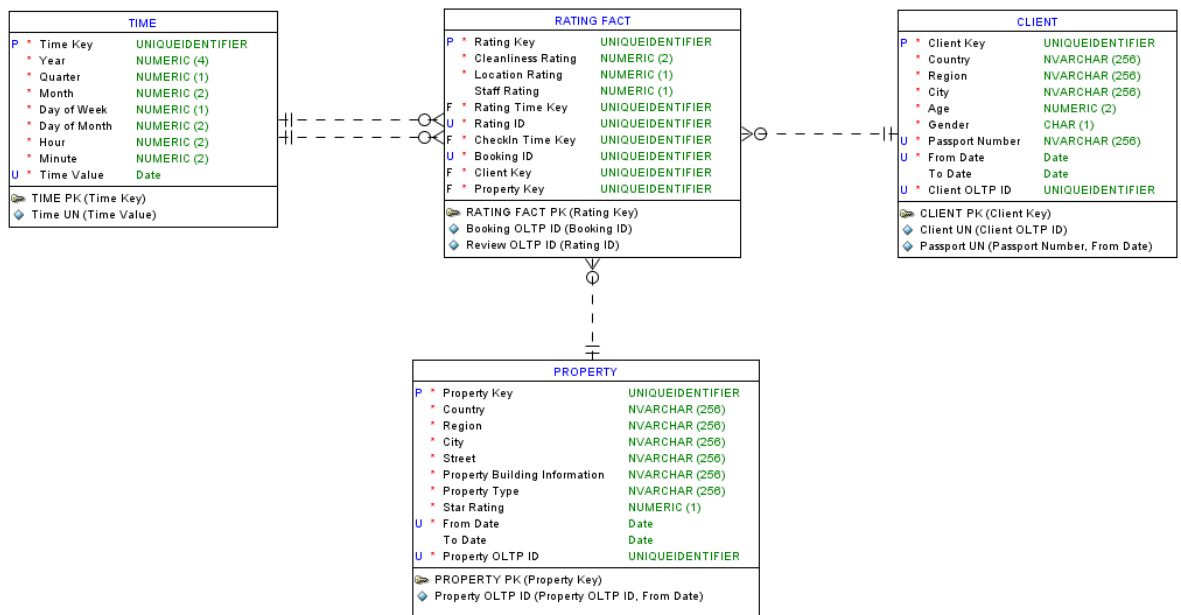 TIME
P * Time Key UNIQUEIDENTIFIER
* Year NUMERIC (4)
* Quarter NUMERIC (1)
* Month NUMERIC (2)
* Day of Week NUMERIC (1)
* Day of Month NUMERIC (2)
* Hour NUMERIC (2)
* Minute NUMERIC (2)
U * Time Value Date
TIME PK (Time Key)
Time UN (Time Value)
RATING FACT
P * Rating Key UNIQUEIDENTIFIER
* Cleanliness Rating NUMERIC (2)
* Location Rating NUMERIC (1)
Staff Rating NUMERIC (1)
F * Rating Time Key UNIQUEIDENTIFIER
U * Rating ID UNIQUEIDENTIFIER
F * CheckIn Time Key UNIQUEIDENTIFIER
U * Booking ID UNIQUEIDENTIFIER
F * Client Key UNIQUEIDENTIFIER
F * Property Key UNIQUEIDENTIFIER
RATING FACT PK (Rating Key)
Booking OLTP ID (Booking ID)
Review OLTP ID (Rating ID)
CLIENT
P * Client Key UNIQUEIDENTIFIER
* Country NVARCHAR (256)
* Region NVARCHAR (256)
* City NVARCHAR (256)
* Age NUMERIC (2)
* Gender CHAR (1)
U * Passport Number NVARCHAR (256)
U * From Date Date
To Date Date
U * Client OLTP ID UNIQUEIDENTIFIER
CLIENT PK (Client Key)
Client UN (Client OLTP ID)
Passport UN (Passport Number, From Date)
PROPERTY
P * Property Key UNIQUEIDENTIFIER
* Country NVARCHAR (256)
* Region NVARCHAR (256)
* City NVARCHAR (256)
* Street NVARCHAR (256)
* Property Building Information NVARCHAR (256)
* Property Type NVARCHAR (256)
* Star Rating NUMERIC (1)
U * From Date Date
To Date Date
U * Property OLTP ID UNIQUEIDENTIFIER
PROPERTY PK (Property Key)
Property OLTP ID (Property OLTP ID, From Date)